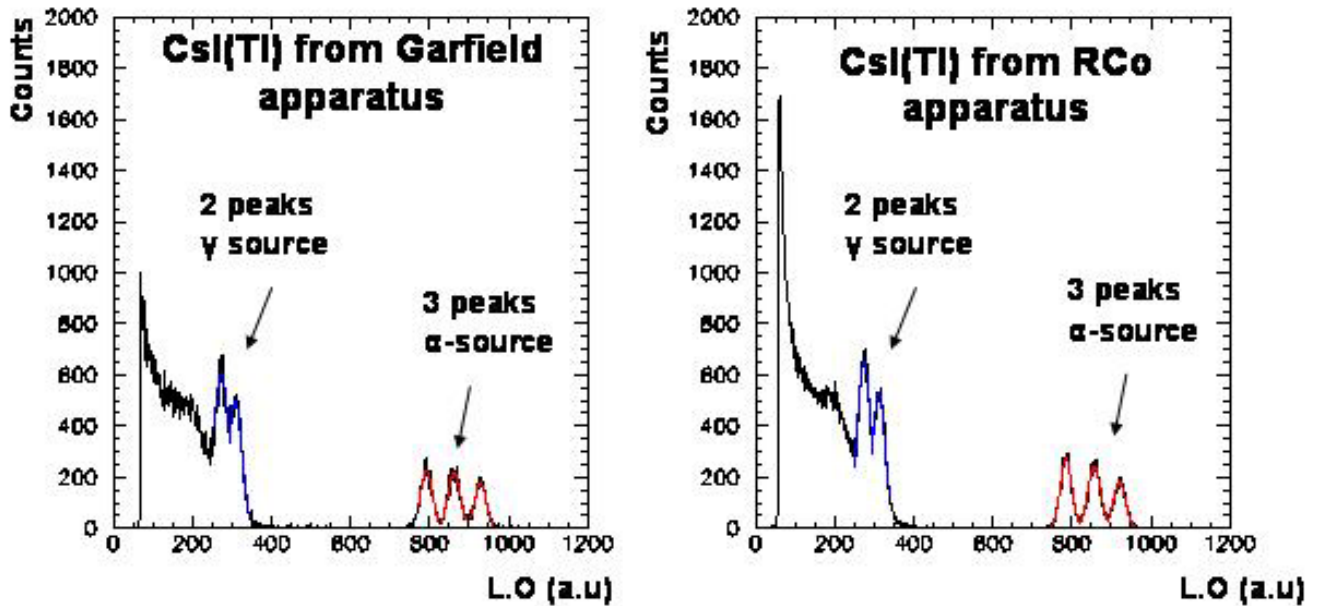 CsI(Tl) from Garfield
apparatus
Counts
2000
1800
1600
1400
1200
1000
800
600
400
200
0
2 peaks
γ source
3 peaks
α-source
0 200 400 600 800 1000 1200
L.O (a.u)
CsI(Tl) from RCo
apparatus
Counts
2000
1800
1600
1400
1200
1000
800
600
400
200
0
2 peaks
γ source
3 peaks
α-source
0 200 400 600 800 1000 1200
L.O (a.u)